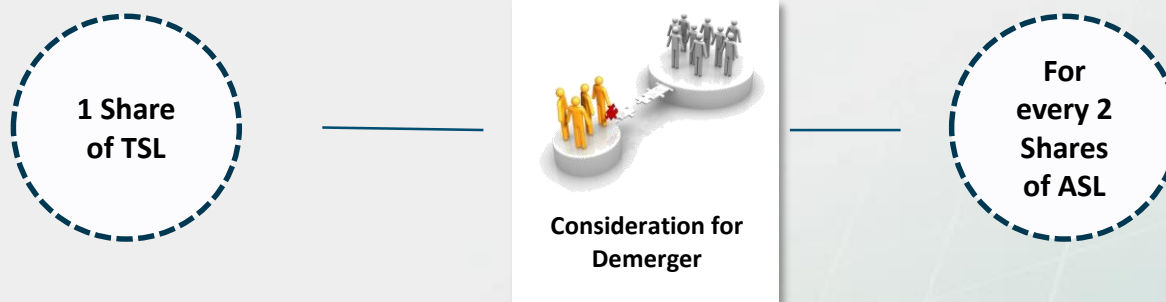 1 Share
of TSL
Consideration for
Demerger
For
every 2
Shares
of ASL